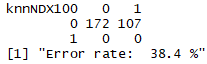 knnNDX100 0 1
0 172 107
1 0 0
[1] "Error rate: 38.4 %"